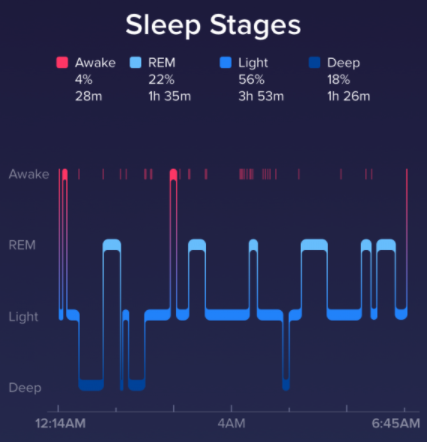 Sleep Stages
Awake REM Light Deep
4% 22% 56% 18%
28m 1h 35m 3h 53m 1h 26m
Awake
REM
Light
Deep
12:14AM 4AM 6:45AM